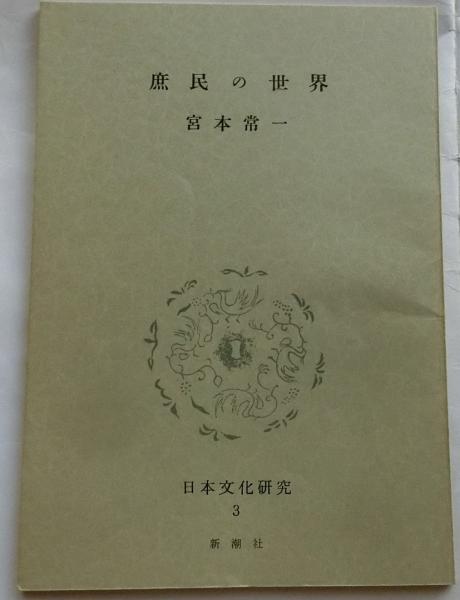 庶民の世界
宮本常一
日本文化研究
3
新潮社